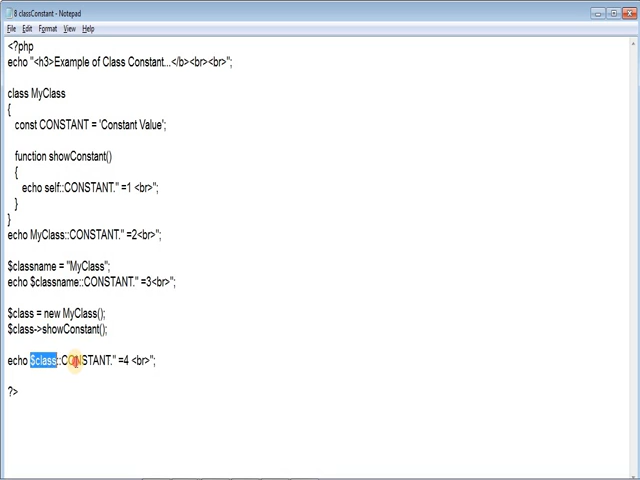 8 classConstant - Notepad
File Edit Format View Help
<?php
echo "<h3>Example of Class Constant...</b><br><br>";
class MyClass
{
const CONSTANT = 'Constant Value';
function showConstant()
{
echo self::CONSTANT." =1 <br>";
}
}
echo MyClass::CONSTANT." =2<br>";
$classname = "MyClass";
echo $classname::CONSTANT." =3<br>";
$class = new MyClass();
$class->showConstant();
echo $class::CONSTANT." =4 <br>";
?>